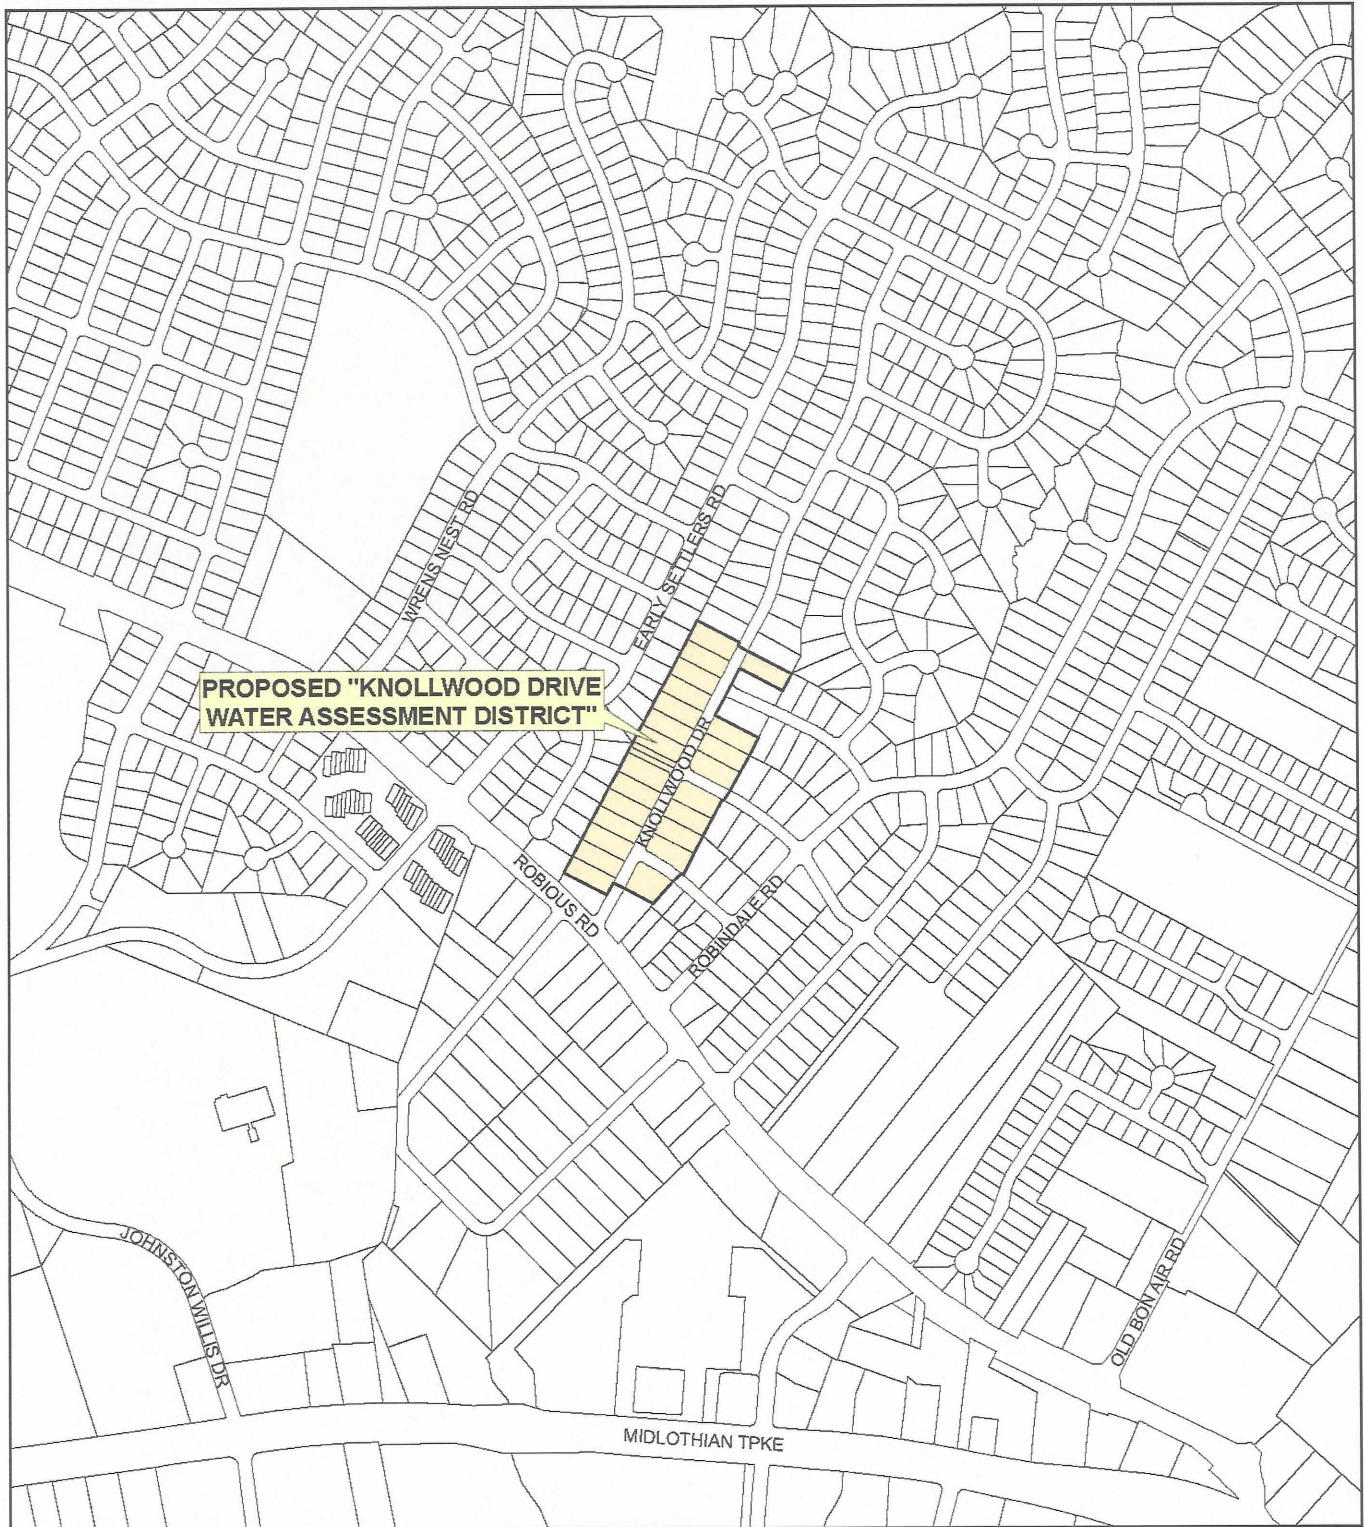 WRENS NEST RD
EARLY SETTLERS RD
PROPOSED "KNOLLWOOD DRIVE
WATER ASSESSMENT DISTRICT"
KNOLLWOOD DR
ROBIOUS RD
ROBINDALE RD
JOHNSTON WILLIS DR
OLD BON AIR RD
MIDLOTHIAN TPKE